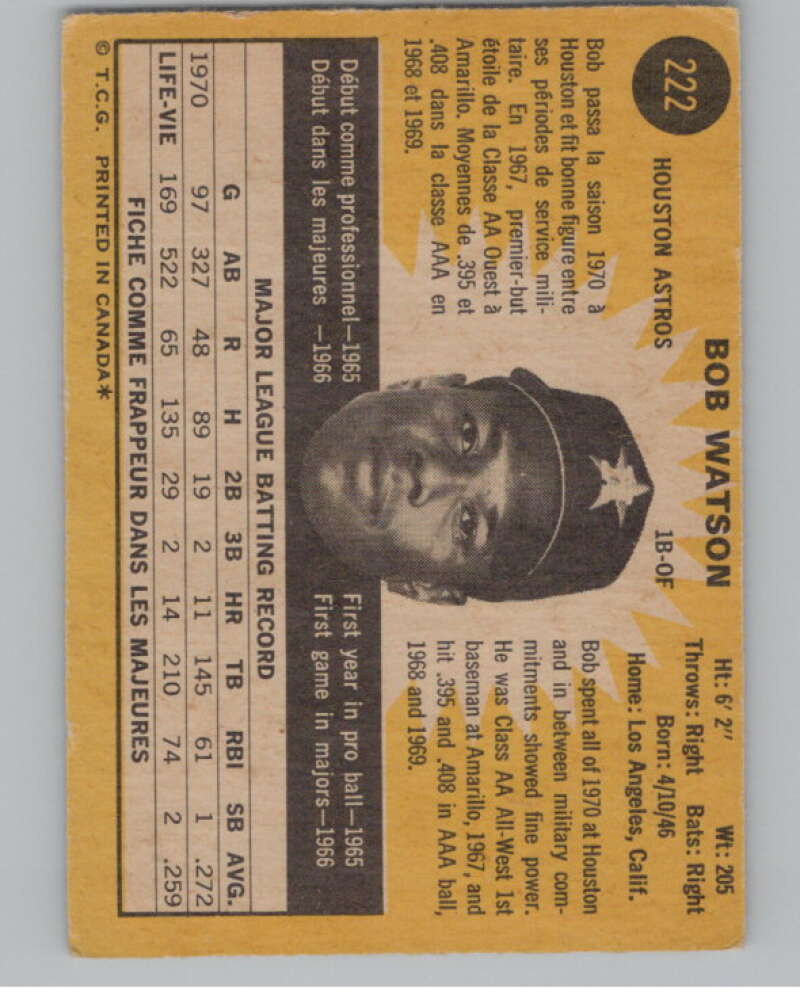 222
BOB WATSON
HOUSTON ASTROS
1B-OF
Ht: 6' 2" Wt: 205
Throws: Right Bats: Right
Born: 4/10/46
Home: Los Angeles, Calif.
Bob passa la saison 1970 à
Houston et fit bonne figure entre
ses périodes de service mili-
taire. En 1967, premier-but
étoile de la Classe AA Ouest à
Amarillo. Moyennes de .395 et
.408 dans la classe AAA en
1968 et 1969.
Bob spent all of 1970 at Houston
and in between military com-
mitments showed fine power.
He was Class AA All-West 1st
baseman at Amarillo, 1967, and
hit .395 and .408 in AAA ball,
1968 and 1969.
Début comme professionnel—1965
Début dans les majeures —1966
First year in pro ball—1965
First game in majors—1966
MAJOR LEAGUE BATTING RECORD
G AB R H 2B 3B HR TB RBI SB AVG.
1970 97 327 48 89 19 2 11 145 61 1 .272
LIFE-VIE 169 522 65 135 29 2 14 210 74 2 .259
FICHE COMME FRAPPEUR DANS LES MAJEURES
© T.C.G. PRINTED IN CANADA*